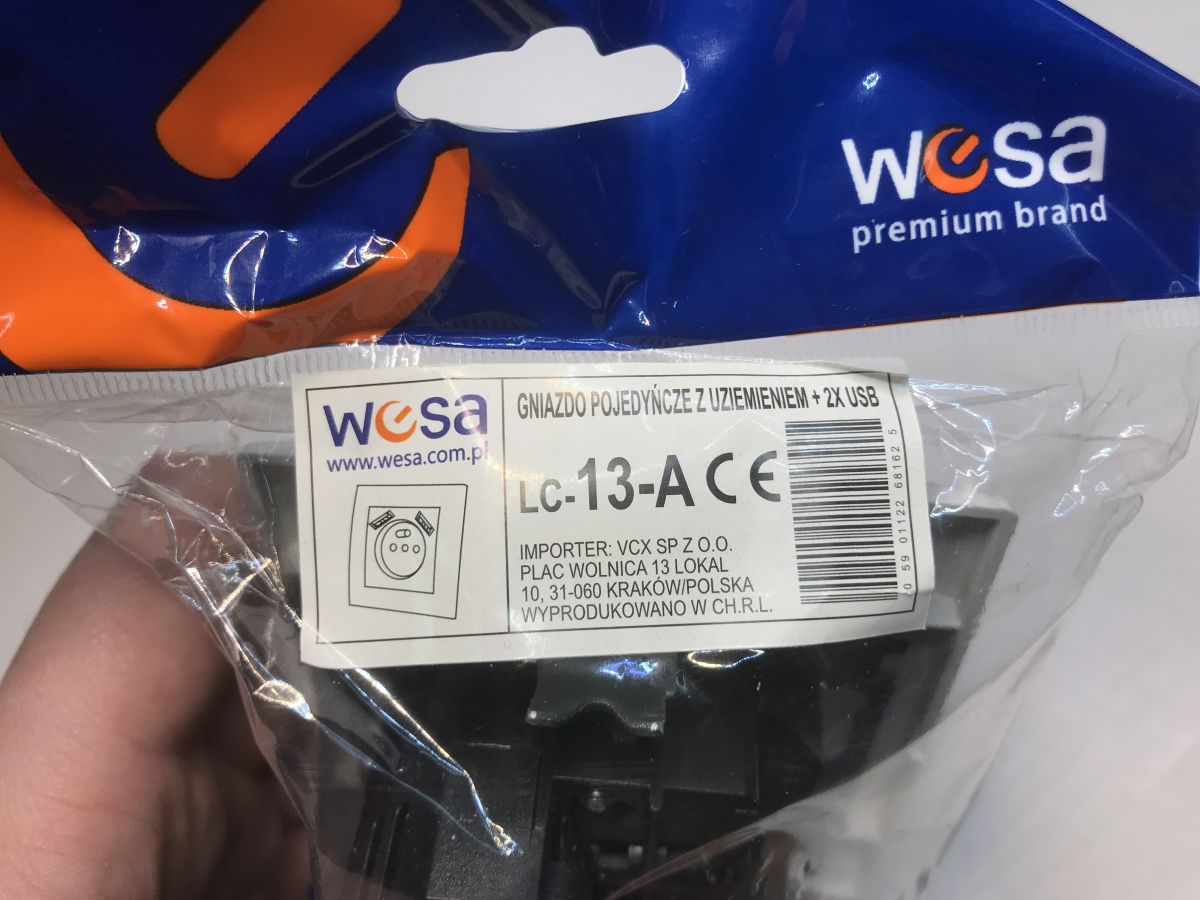 wesa
premium brand
wesa
www.wesa.com.pl
GNIAZDO POJEDYŃCZE Z UZIEMIENIEM + 2X USB
LC-13-A CE
IMPORTER: VCX SP Z O.O.
PLAC WOLNICA 13 LOKAL
10, 31-060 KRAKÓW/POLSKA
WYPRODUKOWANO W CH.R.L.
0 59 01122 68162 5